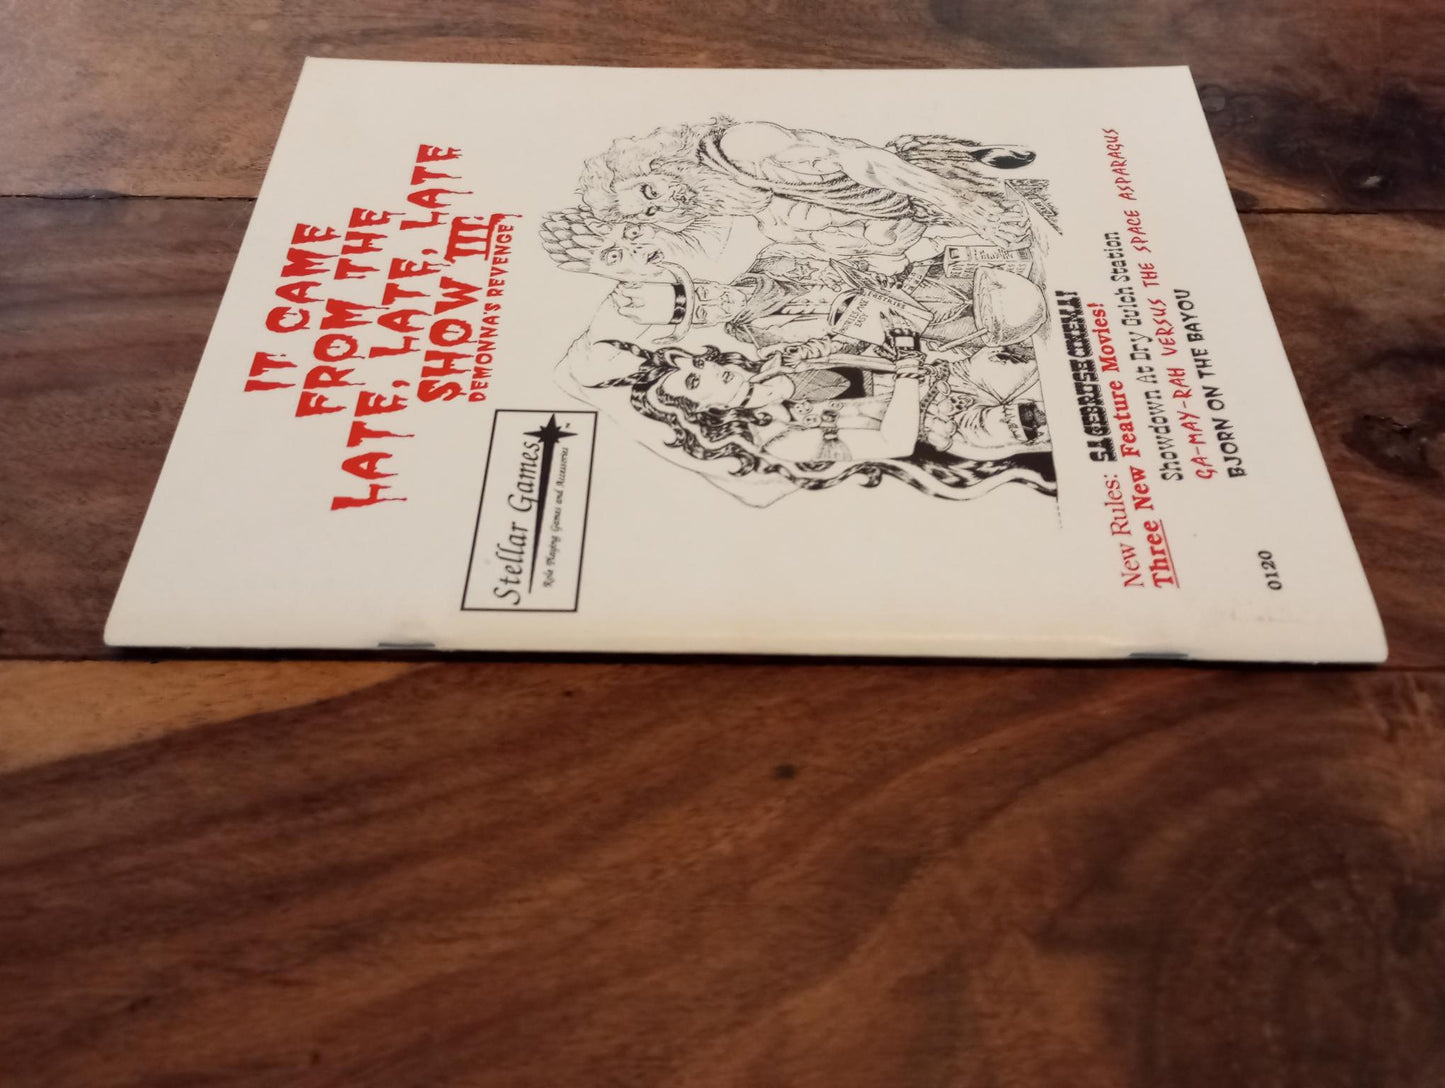 IT CAME
FROM THE
LATE, LATE, LATE
SHOW III:
DEMONNA'S REVENGE!
Stellar Games
Role Playing Games and Accessories
New Rules: SAGEBRUSH CINEMA!
Three New Feature Movies!
Showdown At Dry Gulch Station
GA-MAY-RAH VERSUS THE SPACE ASPARAGUS
BJORN ON THE BAYOU
0120